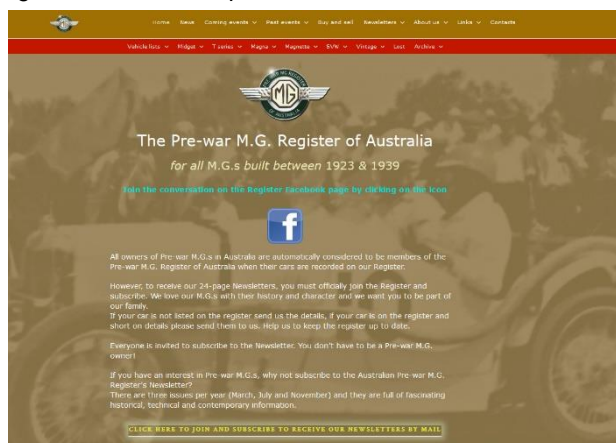 Home News Coming events Past events Buy and sell Newsletters About us Links Contacts
Vehicle lists Midget T series Magna Magnette SVW Vintage Lost Archive
MG
The Pre-war M.G. Register of Australia
for all M.G.s built between 1923 & 1939
Join the conversation on the Register Facebook page by clicking on the icon
f
All owners of Pre-war M.G.s in Australia are automatically considered to be members of the
Pre-war M.G. Register of Australia when their cars are recorded on our Register.
However, to receive our 24-page Newsletters, you must officially join the Register and
subscribe. We love our M.G.s with their history and character and we want you to be part of
our family.
If your car is not listed on the register send us the details, if your car is on the register and
short on details please send them to us. Help us to keep the register up to date.
Everyone is invited to subscribe to the Newsletter. You don't have to be a Pre-war M.G.
owner!
If you have an interest in Pre-war M.G.s, why not subscribe to the Australian Pre-war M.G.
Register's Newsletter?
There are three issues per year (March, July and November) and they are full of fascinating
historical, technical and contemporary information.
CLICK HERE TO JOIN AND SUBSCRIBE TO RECEIVE OUR NEWSLETTERS BY MAIL